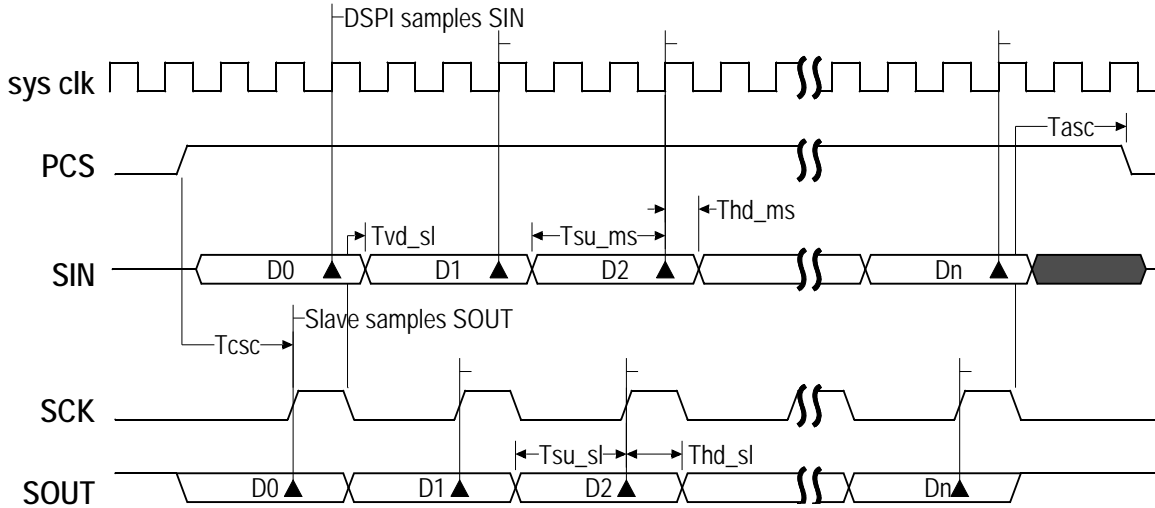 DSPI samples SIN
sys clk
Tasc
PCS
Thd_ms
Tvd_sl
Tsu_ms
SIN
D0
D1
D2
Dn
Slave samples SOUT
Tcsc
SCK
Tsu_sl
Thd_sl
SOUT
D0
D1
D2
Dn